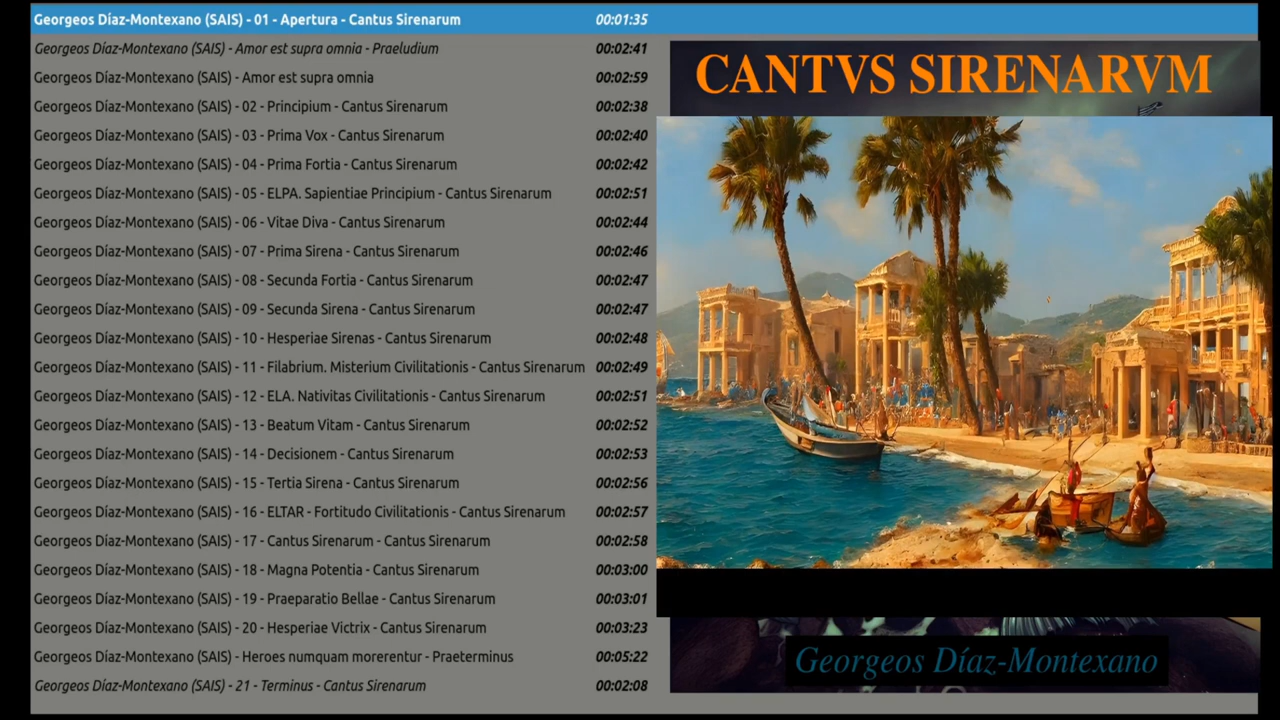 Georgeos Díaz-Montexano (SAIS) - 01 - Apertura - Cantus Sirenarum 00:01:35
Georgeos Díaz-Montexano (SAIS) - Amor est supra omnia - Praeludium 00:02:41
Georgeos Díaz-Montexano (SAIS) - Amor est supra omnia 00:02:59
Georgeos Díaz-Montexano (SAIS) - 02 - Principium - Cantus Sirenarum 00:02:38
Georgeos Díaz-Montexano (SAIS) - 03 - Prima Vox - Cantus Sirenarum 00:02:40
Georgeos Díaz-Montexano (SAIS) - 04 - Prima Fortia - Cantus Sirenarum 00:02:42
Georgeos Díaz-Montexano (SAIS) - 05 - ELPA. Sapientiae Principium - Cantus Sirenarum 00:02:51
Georgeos Díaz-Montexano (SAIS) - 06 - Vitae Diva - Cantus Sirenarum 00:02:44
Georgeos Díaz-Montexano (SAIS) - 07 - Prima Sirena - Cantus Sirenarum 00:02:46
Georgeos Díaz-Montexano (SAIS) - 08 - Secunda Fortia - Cantus Sirenarum 00:02:47
Georgeos Díaz-Montexano (SAIS) - 09 - Secunda Sirena - Cantus Sirenarum 00:02:47
Georgeos Díaz-Montexano (SAIS) - 10 - Hesperiae Sirenas - Cantus Sirenarum 00:02:48
Georgeos Díaz-Montexano (SAIS) - 11 - Filabrium. Misterium Civilitationis - Cantus Sirenarum 00:02:49
Georgeos Díaz-Montexano (SAIS) - 12 - ELA. Nativitas Civilitationis - Cantus Sirenarum 00:02:51
Georgeos Díaz-Montexano (SAIS) - 13 - Beatum Vitam - Cantus Sirenarum 00:02:52
Georgeos Díaz-Montexano (SAIS) - 14 - Decisionem - Cantus Sirenarum 00:02:53
Georgeos Díaz-Montexano (SAIS) - 15 - Tertia Sirena - Cantus Sirenarum 00:02:56
Georgeos Díaz-Montexano (SAIS) - 16 - ELTAR - Fortitudo Civilitationis - Cantus Sirenarum 00:02:57
Georgeos Díaz-Montexano (SAIS) - 17 - Cantus Sirenarum - Cantus Sirenarum 00:02:58
Georgeos Díaz-Montexano (SAIS) - 18 - Magna Potentia - Cantus Sirenarum 00:03:00
Georgeos Díaz-Montexano (SAIS) - 19 - Praeparatio Bellae - Cantus Sirenarum 00:03:01
Georgeos Díaz-Montexano (SAIS) - 20 - Hesperiae Victrix - Cantus Sirenarum 00:03:23
Georgeos Díaz-Montexano (SAIS) - Heroes numquam morerentur - Praeterminus 00:05:22
Georgeos Díaz-Montexano (SAIS) - 21 - Terminus - Cantus Sirenarum 00:02:08
CANTVS SIRENARVM
Georgeos Díaz-Montexano